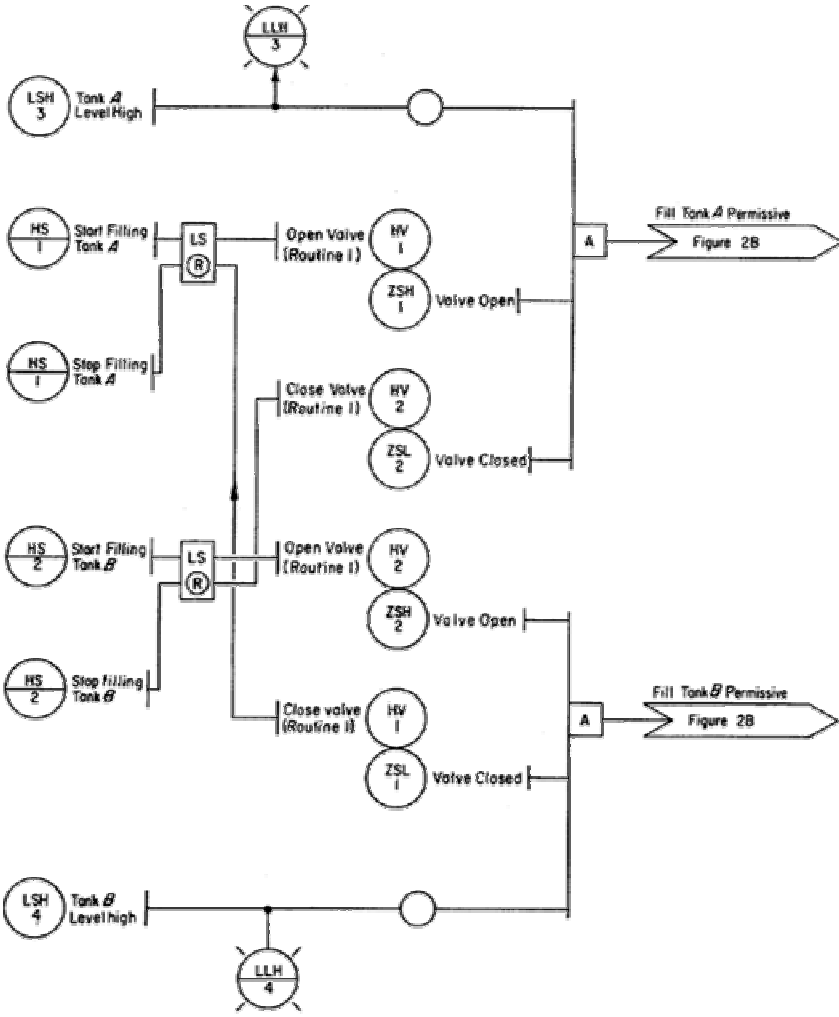 LLH
3
LSH
3
Tank A
Level High
HS
1
Start Filling
Tank A
LS
R
Open Valve
(Routine 1)
HV
1
A
Fill Tank A Permissive
Figure 2B
ZSH
1
Valve Open
HS
1
Stop Filling
Tank A
Close Valve
(Routine 1)
HV
2
ZSL
2
Valve Closed
HS
2
Start Filling
Tank B
LS
R
Open Valve
(Routine 1)
HV
2
ZSH
2
Valve Open
HS
2
Stop filling
Tank B
Close valve
(Routine 1)
HV
1
A
Fill Tank B Permissive
Figure 2B
ZSL
1
Valve Closed
LSH
4
Tank B
Level high
LLH
4